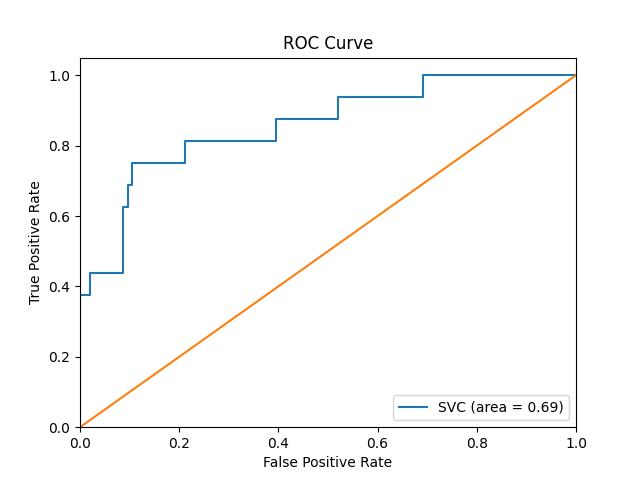 ROC Curve
True Positive Rate
1.0
0.8
0.6
0.4
0.2
0.0
0.0 0.2 0.4 0.6 0.8 1.0
False Positive Rate
SVC (area = 0.69)